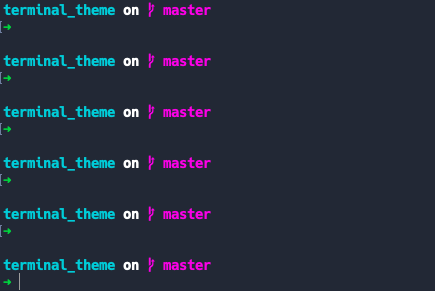 terminal_theme on ᚠ master
[➜
terminal_theme on ᚠ master
[➜
terminal_theme on ᚠ master
[➜
terminal_theme on ᚠ master
[➜
terminal_theme on ᚠ master
[➜
terminal_theme on ᚠ master
➜